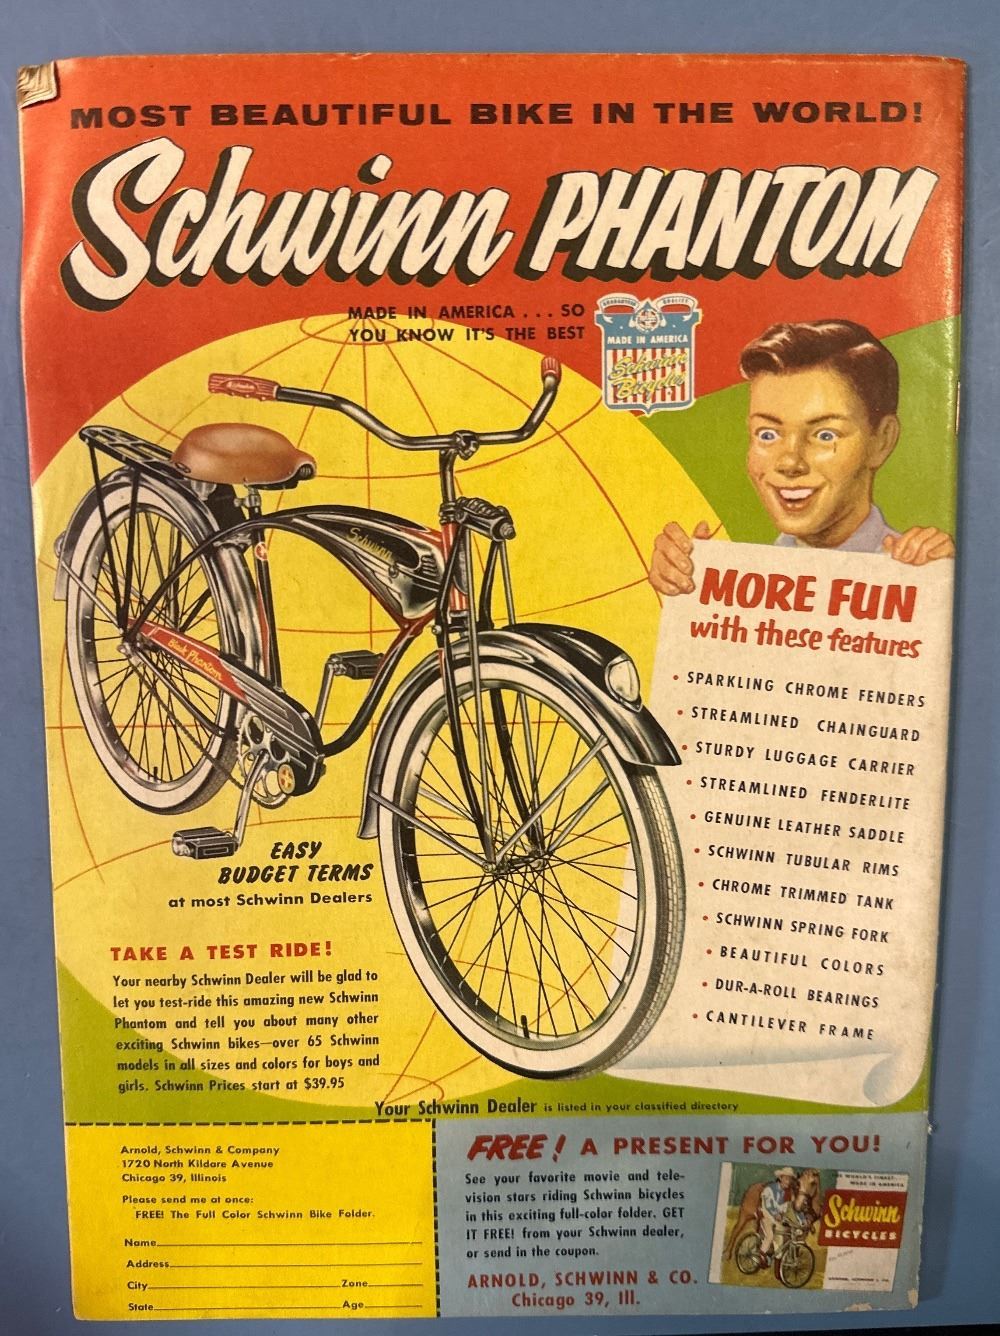 MOST BEAUTIFUL BIKE IN THE WORLD!
Schwinn PHANTOM
MADE IN AMERICA . . . SO
YOU KNOW IT'S THE BEST
GUARANTEED QUALITY
MADE IN AMERICA
Schwinn
Bicycles
Schwinn
Schwinn
Black Phantom
MORE FUN
with these features
• SPARKLING CHROME FENDERS
• STREAMLINED CHAINGUARD
• STURDY LUGGAGE CARRIER
• STREAMLINED FENDERLITE
• GENUINE LEATHER SADDLE
• SCHWINN TUBULAR RIMS
• CHROME TRIMMED TANK
• SCHWINN SPRING FORK
• BEAUTIFUL COLORS
• DUR-A-ROLL BEARINGS
• CANTILEVER FRAME
EASY
BUDGET TERMS
at most Schwinn Dealers
TAKE A TEST RIDE!
Your nearby Schwinn Dealer will be glad to
let you test-ride this amazing new Schwinn
Phantom and tell you about many other
exciting Schwinn bikes—over 65 Schwinn
models in all sizes and colors for boys and
girls. Schwinn Prices start at $39.95
Your Schwinn Dealer is listed in your classified directory
Arnold, Schwinn & Company
1720 North Kildare Avenue
Chicago 39, Illinois
Please send me at once:
FREE! The Full Color Schwinn Bike Folder.
Name
Address
City Zone
State Age
FREE! A PRESENT FOR YOU!
See your favorite movie and tele-
vision stars riding Schwinn bicycles
in this exciting full-color folder. GET
IT FREE! from your Schwinn dealer,
or send in the coupon.
ARNOLD, SCHWINN & CO.
Chicago 39, Ill.
THE WORLD'S FINEST
MADE IN AMERICA
Schwinn
BICYCLES